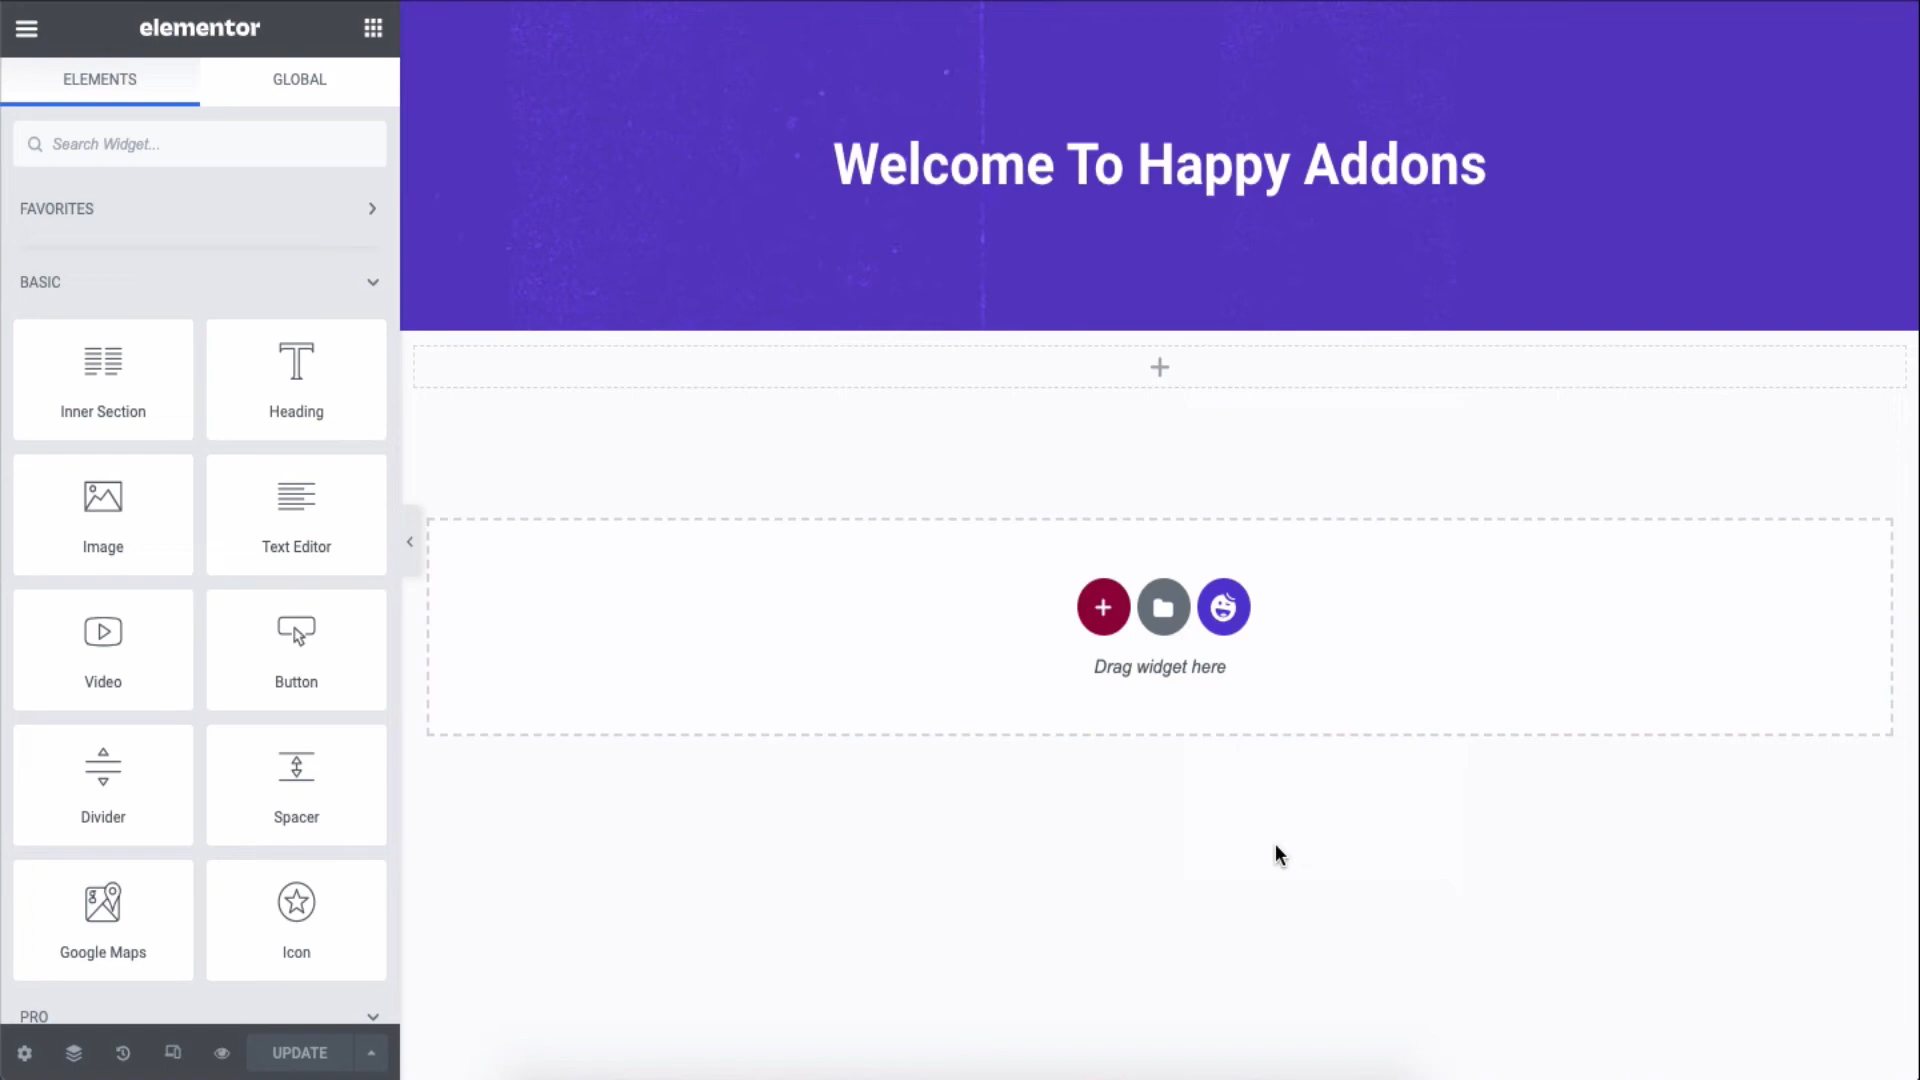 elementor
ELEMENTS
GLOBAL
Search Widget...
FAVORITES
BASIC
Inner Section
Heading
Image
Text Editor
Video
Button
Divider
Spacer
Google Maps
Icon
PRO
UPDATE
Welcome To Happy Addons
Drag widget here